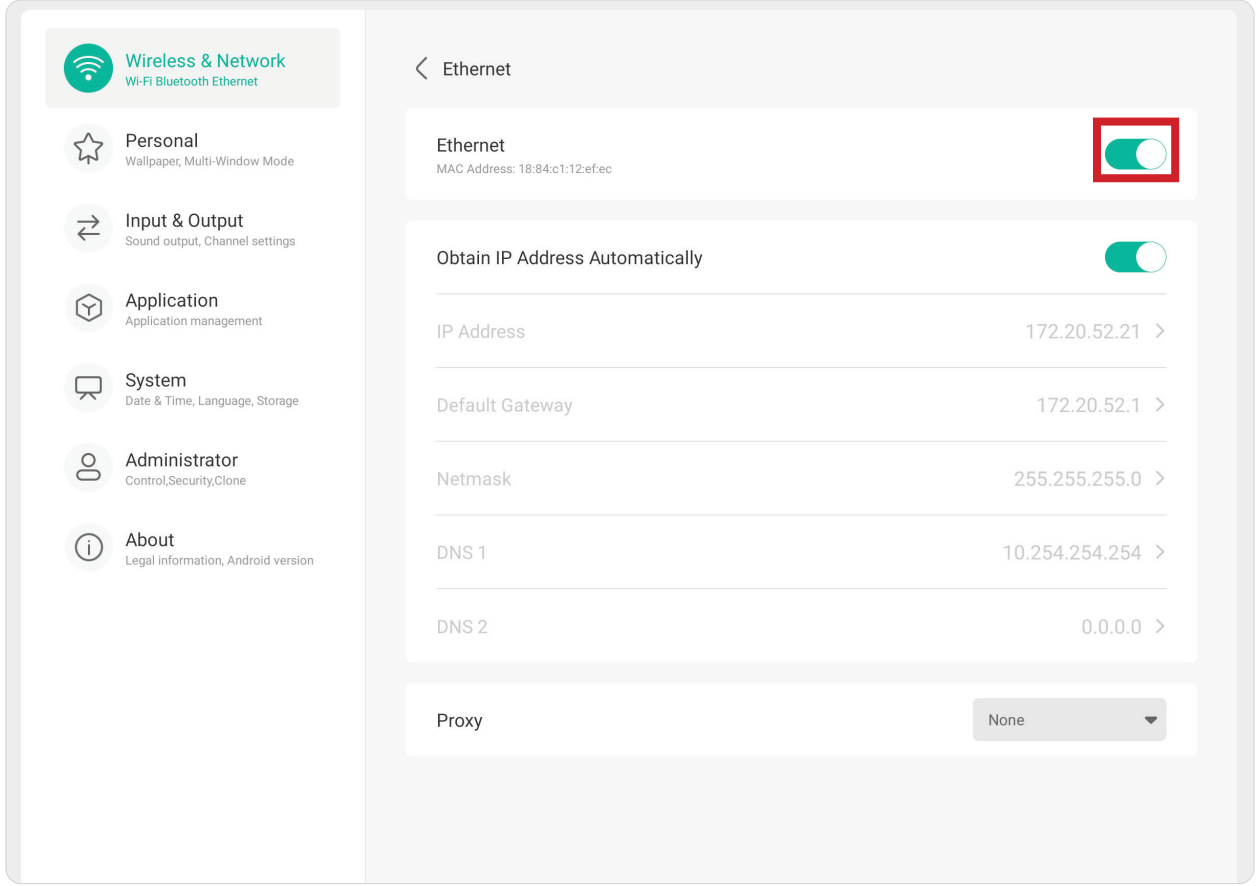 Wireless & Network
Wi-Fi Bluetooth Ethernet
Personal
Wallpaper, Multi-Window Mode
Input & Output
Sound output, Channel settings
Application
Application management
System
Date & Time, Language, Storage
Administrator
Control,Security,Clone
About
Legal information, Android version
Ethernet
Ethernet
MAC Address: 18:84:c1:12:ef:ec
Obtain IP Address Automatically
IP Address 172.20.52.21
Default Gateway 172.20.52.1
Netmask 255.255.255.0
DNS 1 10.254.254.254
DNS 2 0.0.0.0
Proxy None